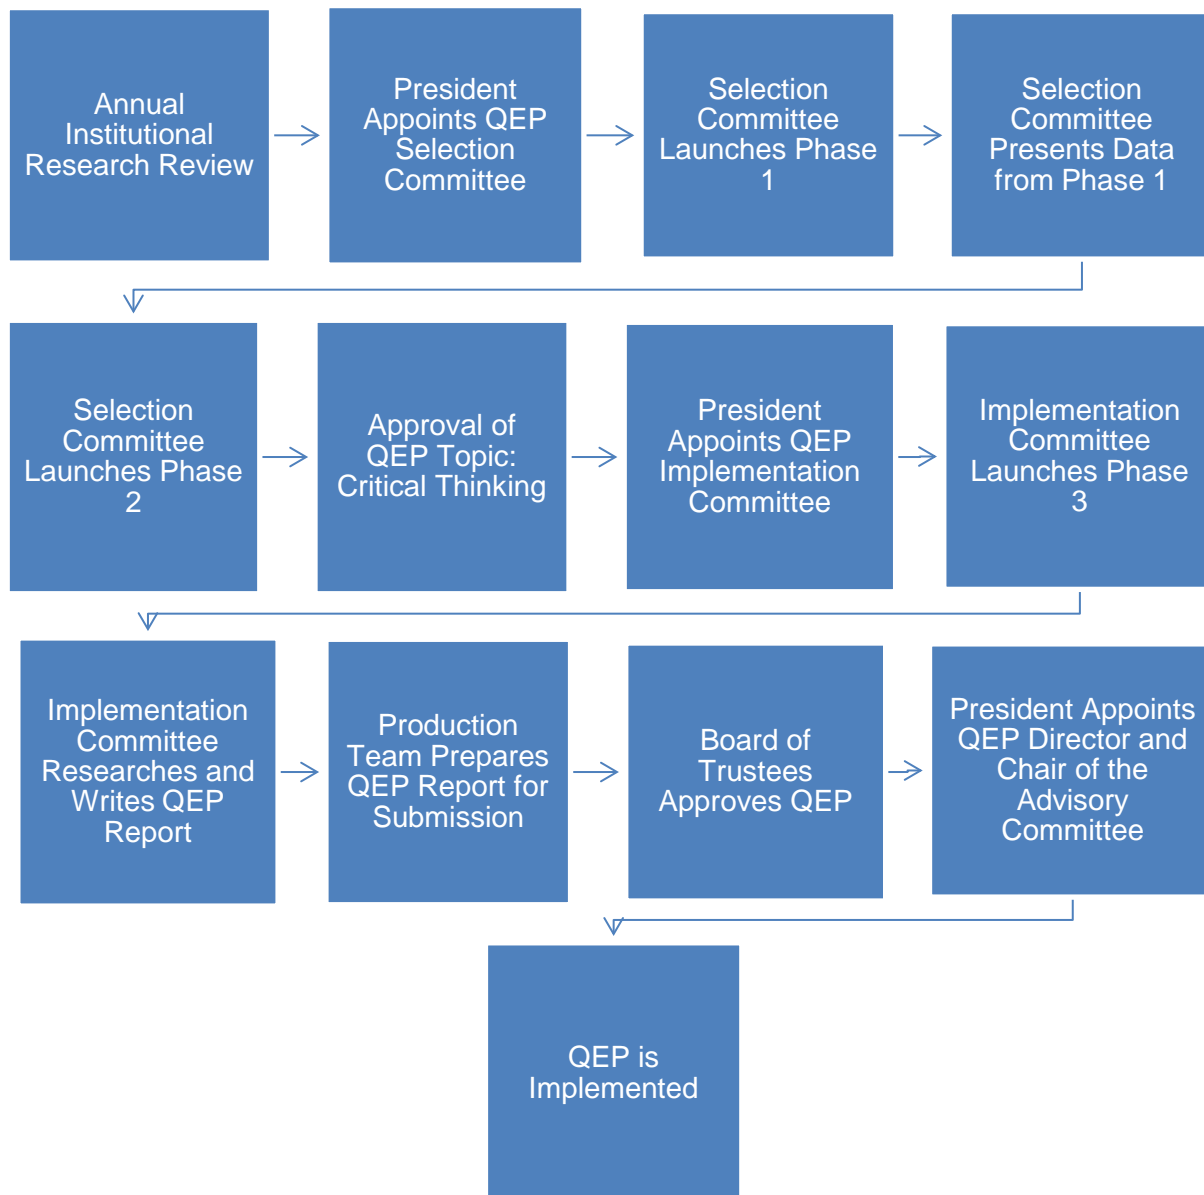 Annual
Institutional
Research Review
President
Appoints QEP
Selection
Committee
Selection
Committee
Launches Phase
1
Selection
Committee
Presents Data
from Phase 1
Selection
Committee
Launches Phase
2
Approval of
QEP Topic:
Critical Thinking
President
Appoints QEP
Implementation
Committee
Implementation
Committee
Launches Phase
3
Implementation
Committee
Researches and
Writes QEP
Report
Production
Team Prepares
QEP Report for
Submission
Board of
Trustees
Approves QEP
President Appoints
QEP Director and
Chair of the
Advisory
Committee
QEP is
Implemented